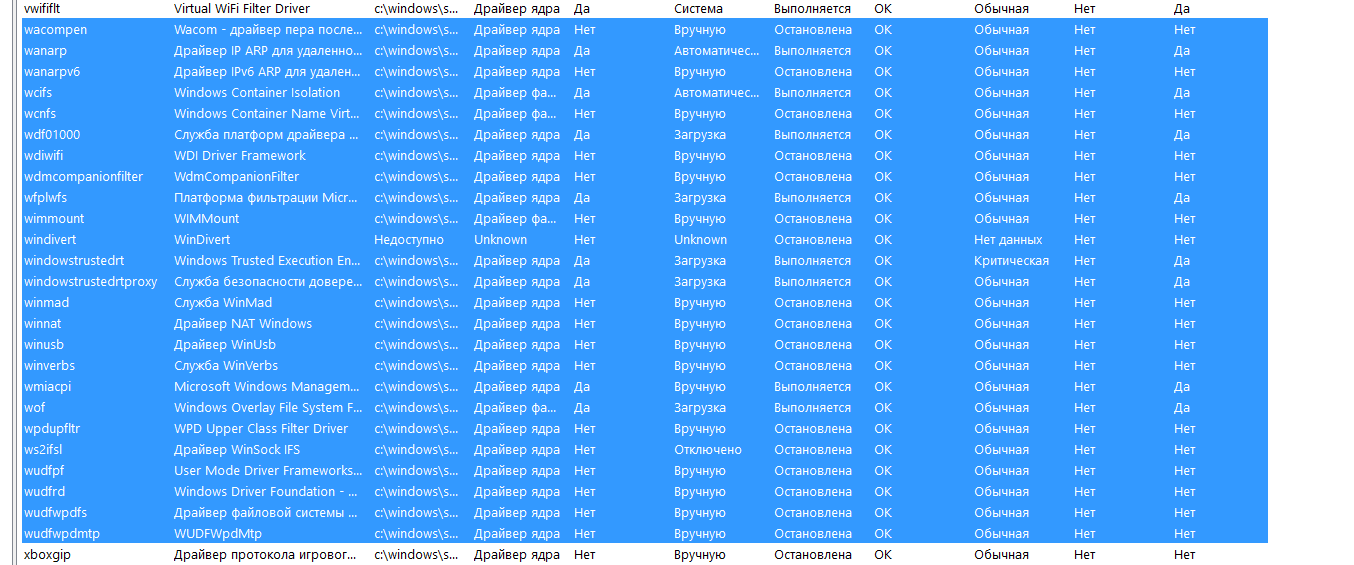 vwififlt Virtual WiFi Filter Driver c:\windows\s... Драйвер ядра Да Система Выполняется OK Обычная Нет Да
wacompen Wacom - драйвер пера после... c:\windows\s... Драйвер ядра Нет Вручную Остановлена OK Обычная Нет Нет
wanarp Драйвер IP ARP для удаленно... c:\windows\s... Драйвер ядра Да Автоматичес... Выполняется OK Обычная Нет Да
wanarpv6 Драйвер IPv6 ARP для удален... c:\windows\s... Драйвер ядра Нет Вручную Остановлена OK Обычная Нет Нет
wcifs Windows Container Isolation c:\windows\s... Драйвер фа... Да Автоматичес... Выполняется OK Обычная Нет Да
wcnfs Windows Container Name Virt... c:\windows\s... Драйвер фа... Нет Вручную Остановлена OK Обычная Нет Нет
wdf01000 Служба платформ драйвера ... c:\windows\s... Драйвер ядра Да Загрузка Выполняется OK Обычная Нет Да
wdiwifi WDI Driver Framework c:\windows\s... Драйвер ядра Нет Вручную Остановлена OK Обычная Нет Нет
wdmcompanionfilter WdmCompanionFilter c:\windows\s... Драйвер ядра Нет Вручную Остановлена OK Обычная Нет Нет
wfplwfs Платформа фильтрации Micr... c:\windows\s... Драйвер ядра Да Загрузка Выполняется OK Обычная Нет Да
wimmount WIMMount c:\windows\s... Драйвер фа... Нет Вручную Остановлена OK Обычная Нет Нет
windivert WinDivert Недоступно Unknown Нет Unknown Остановлена OK Нет данных Нет Нет
windowstrustedrt Windows Trusted Execution En... c:\windows\s... Драйвер ядра Да Загрузка Выполняется OK Критическая Нет Да
windowstrustedrtproxy Служба безопасности довере... c:\windows\s... Драйвер ядра Да Загрузка Выполняется OK Обычная Нет Да
winmad Служба WinMad c:\windows\s... Драйвер ядра Нет Вручную Остановлена OK Обычная Нет Нет
winnat Драйвер NAT Windows c:\windows\s... Драйвер ядра Нет Вручную Остановлена OK Обычная Нет Нет
winusb Драйвер WinUsb c:\windows\s... Драйвер ядра Нет Вручную Остановлена OK Обычная Нет Нет
winverbs Служба WinVerbs c:\windows\s... Драйвер ядра Нет Вручную Остановлена OK Обычная Нет Нет
wmiacpi Microsoft Windows Managem... c:\windows\s... Драйвер ядра Да Вручную Выполняется OK Обычная Нет Да
wof Windows Overlay File System F... c:\windows\s... Драйвер фа... Да Загрузка Выполняется OK Обычная Нет Да
wpdupfltr WPD Upper Class Filter Driver c:\windows\s... Драйвер ядра Нет Вручную Остановлена OK Обычная Нет Нет
ws2ifsl Драйвер WinSock IFS c:\windows\s... Драйвер ядра Нет Отключено Остановлена OK Обычная Нет Нет
wudfpf User Mode Driver Frameworks... c:\windows\s... Драйвер ядра Нет Вручную Остановлена OK Обычная Нет Нет
wudfrd Windows Driver Foundation - ... c:\windows\s... Драйвер ядра Нет Вручную Остановлена OK Обычная Нет Нет
wudfwpdfs Драйвер файловой системы ... c:\windows\s... Драйвер ядра Нет Вручную Остановлена OK Обычная Нет Нет
wudfwpdmtp WUDFWpdMtp c:\windows\s... Драйвер ядра Нет Вручную Остановлена OK Обычная Нет Нет
xboxgip Драйвер протокола игровог... c:\windows\s... Драйвер ядра Нет Вручную Остановлена OK Обычная Нет Нет